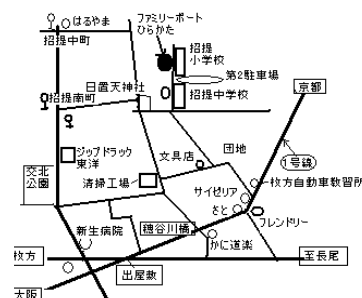 はるやま
招提中町
ファミリーポート
ひらかた
招提
小学校
第2駐車場
日置天神社
招提南町
招提中学校
京都
ジップドラック
東洋
文具店
団地
1号線
交北
公園
清掃工場
サイゼリア
枚方自動車教習所
さと
フレンドリー
新生病院
穂谷川橋
かに道楽
枚方
出屋敷
至長尾
大阪